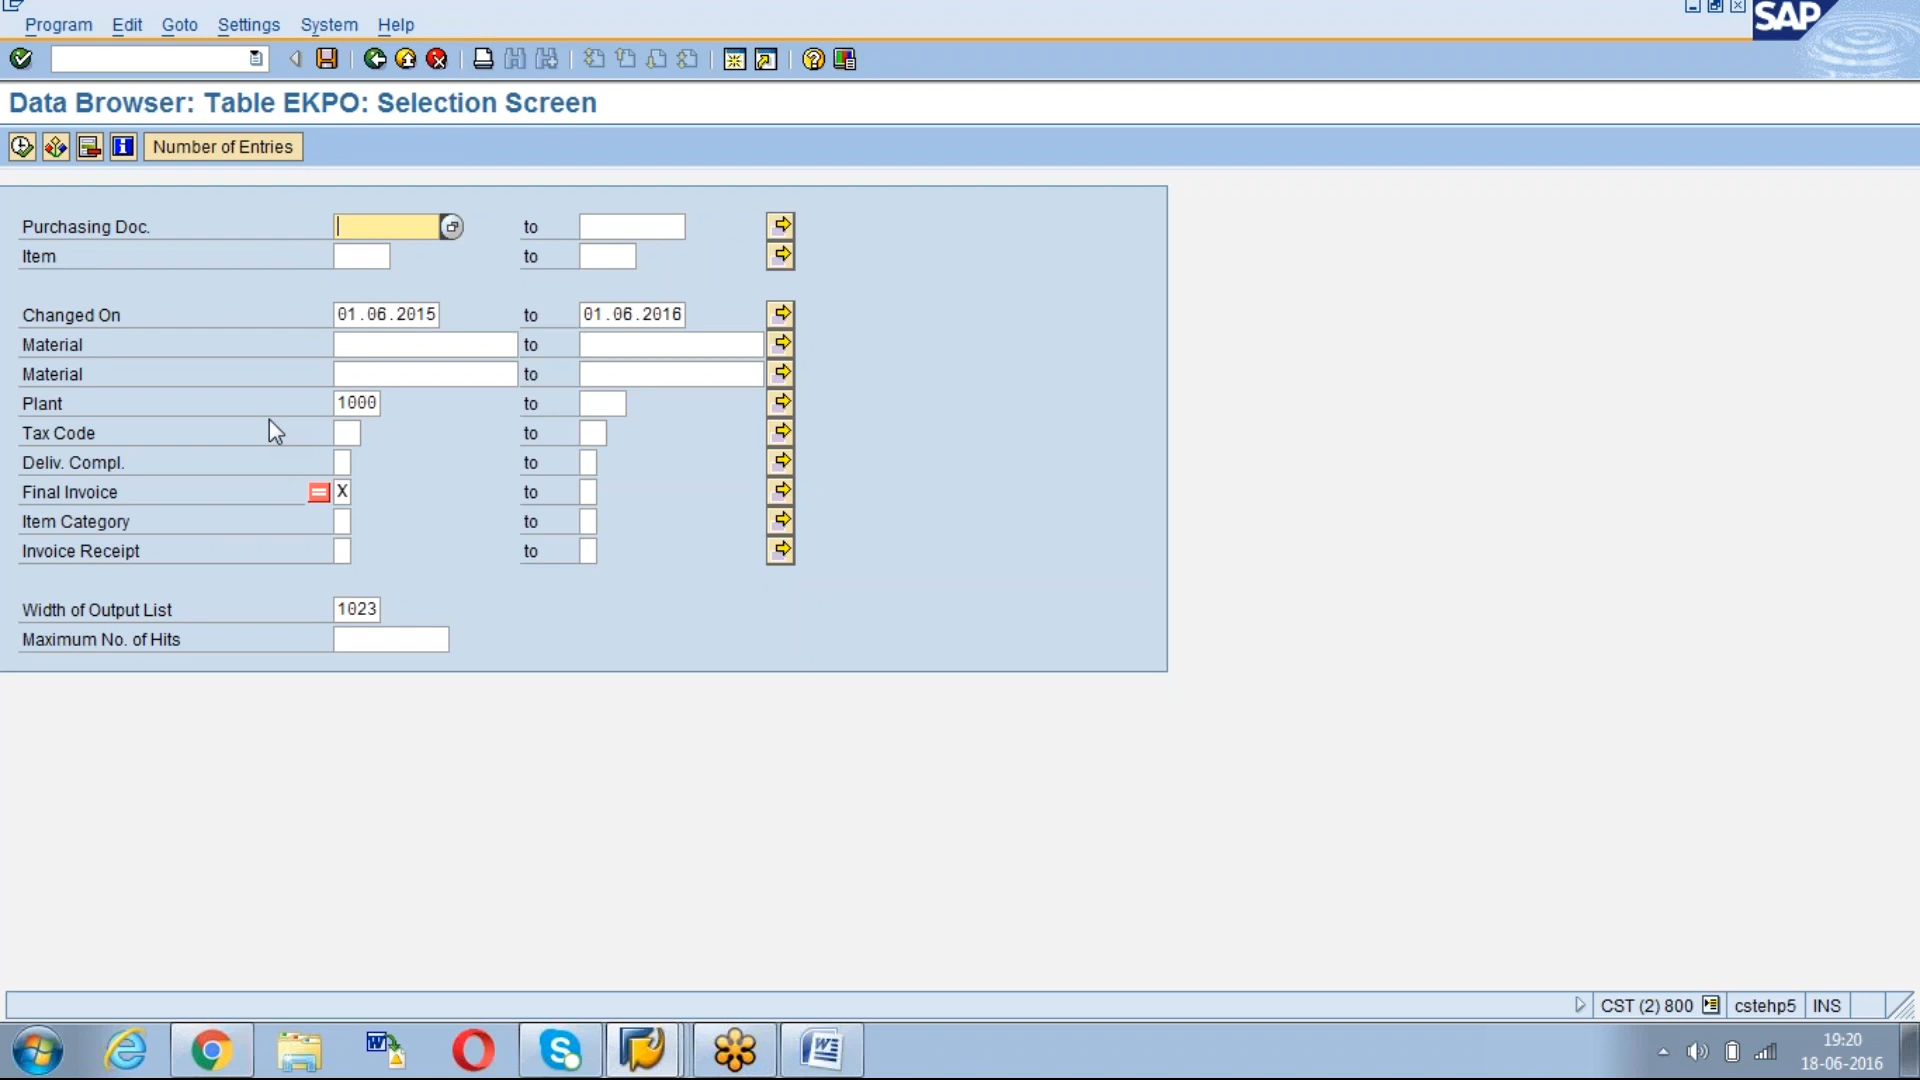 Program Edit Goto Settings System Help
SAP
Data Browser: Table EKPO: Selection Screen
Number of Entries
Purchasing Doc. to
Item to
Changed On 01.06.2015 to 01.06.2016
Material to
Material to
Plant 1000 to
Tax Code to
Deliv. Compl. to
Final Invoice X to
Item Category to
Invoice Receipt to
Width of Output List 1023
Maximum No. of Hits
CST (2) 800 cstehp5 INS
19:20
18-06-2016